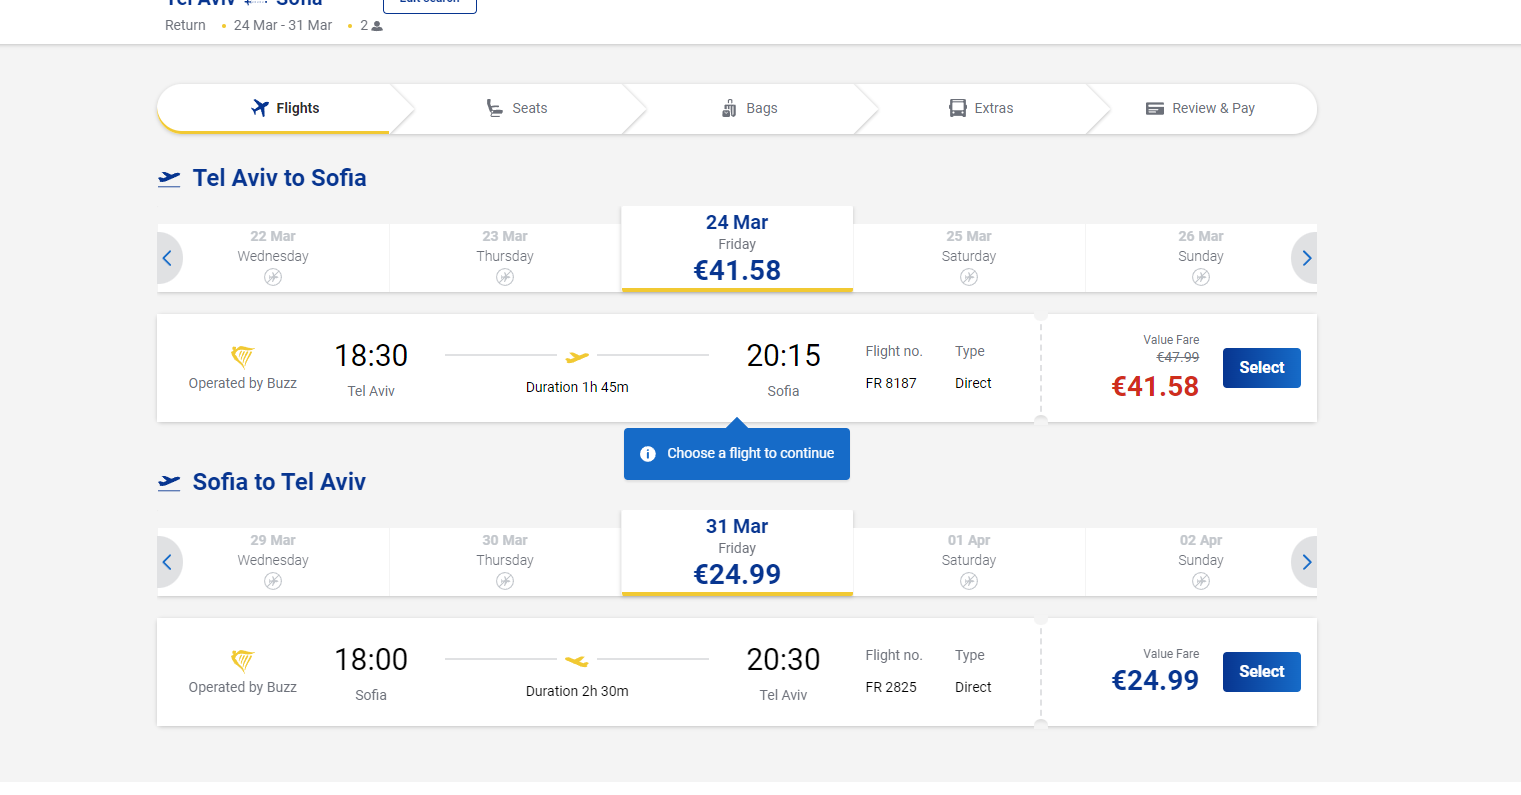 Tel Aviv Sofia
Edit search
Return • 24 Mar - 31 Mar • 2
Flights
Seats
Bags
Extras
Review & Pay
Tel Aviv to Sofia
22 Mar
Wednesday
23 Mar
Thursday
24 Mar
Friday
€41.58
25 Mar
Saturday
26 Mar
Sunday
Operated by Buzz
18:30
Tel Aviv
Duration 1h 45m
20:15
Sofia
Flight no.
FR 8187
Type
Direct
Value Fare
€47.99
€41.58
Select
Choose a flight to continue
Sofia to Tel Aviv
29 Mar
Wednesday
30 Mar
Thursday
31 Mar
Friday
€24.99
01 Apr
Saturday
02 Apr
Sunday
Operated by Buzz
18:00
Sofia
Duration 2h 30m
20:30
Tel Aviv
Flight no.
FR 2825
Type
Direct
Value Fare
€24.99
Select